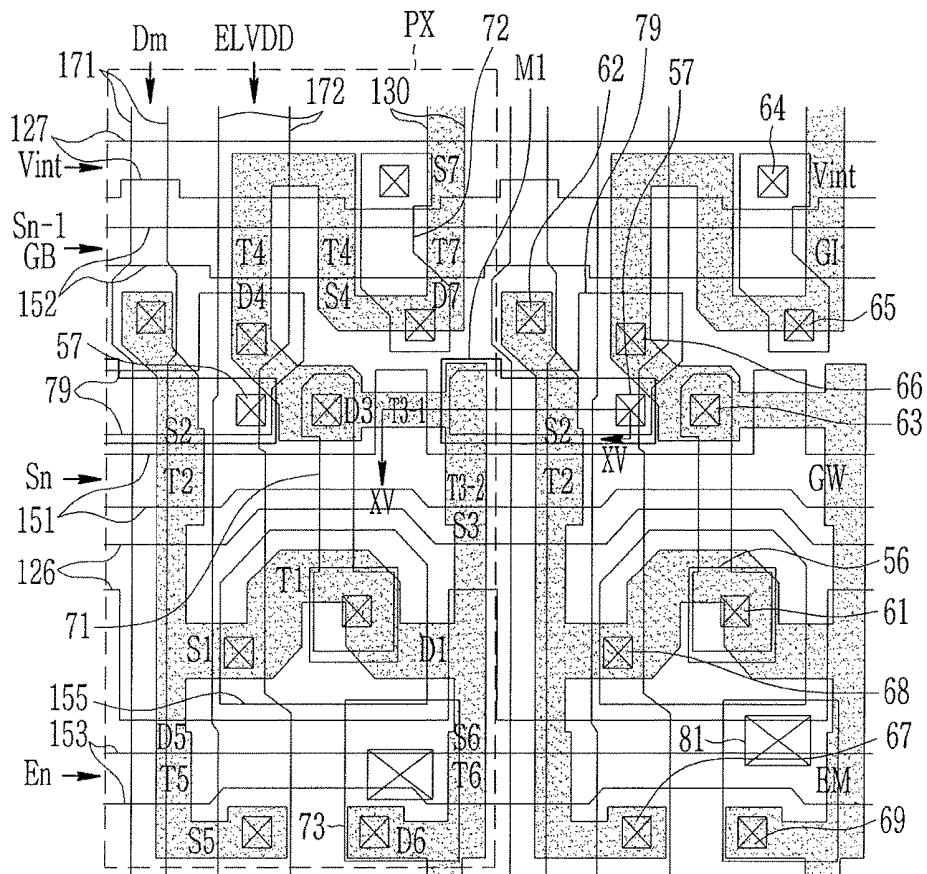 PX
72
79
Dm
ELVDD
M1
62
57
171
172
130
64
127
Vint
S7
Vint
Sn-1
GB
T4
T4
T7
GI
152
D4
S4
D7
65
57
79
D3
T3-1
66
S2
S2
63
XV
Sn
T2
XV
T3-2
T2
GW
151
S3
126
56
T1
71
61
S1
D1
155
68
153
D5
S6
81
67
En
T5
T6
EM
S5
73
D6
69